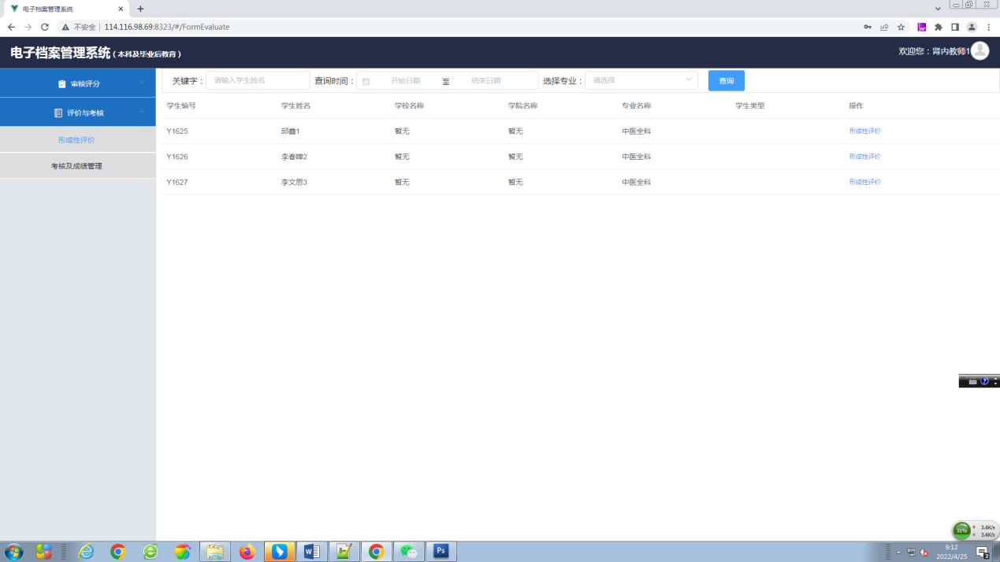 电子档案管理系统
不安全 114.116.98.69:8323/#/FormEvaluate
电子档案管理系统(本科及毕业后教育)
欢迎您：肾内教师1
审核评分
评价与考核
形成性评价
考核及成绩管理
关键字： 请输入学生姓名 查询时间： 开始日期 至 结束日期 选择专业： 请选择 查询
学生编号 学生姓名 学校名称 学院名称 专业名称 学生类型 操作
Y1625 邱鑫1 暂无 暂无 中医全科 形成性评价
Y1626 李春婵2 暂无 暂无 中医全科 形成性评价
Y1627 李文思3 暂无 暂无 中医全科 形成性评价
31% 3.6K/s
3.6K/s
9:12
2022/4/25
2